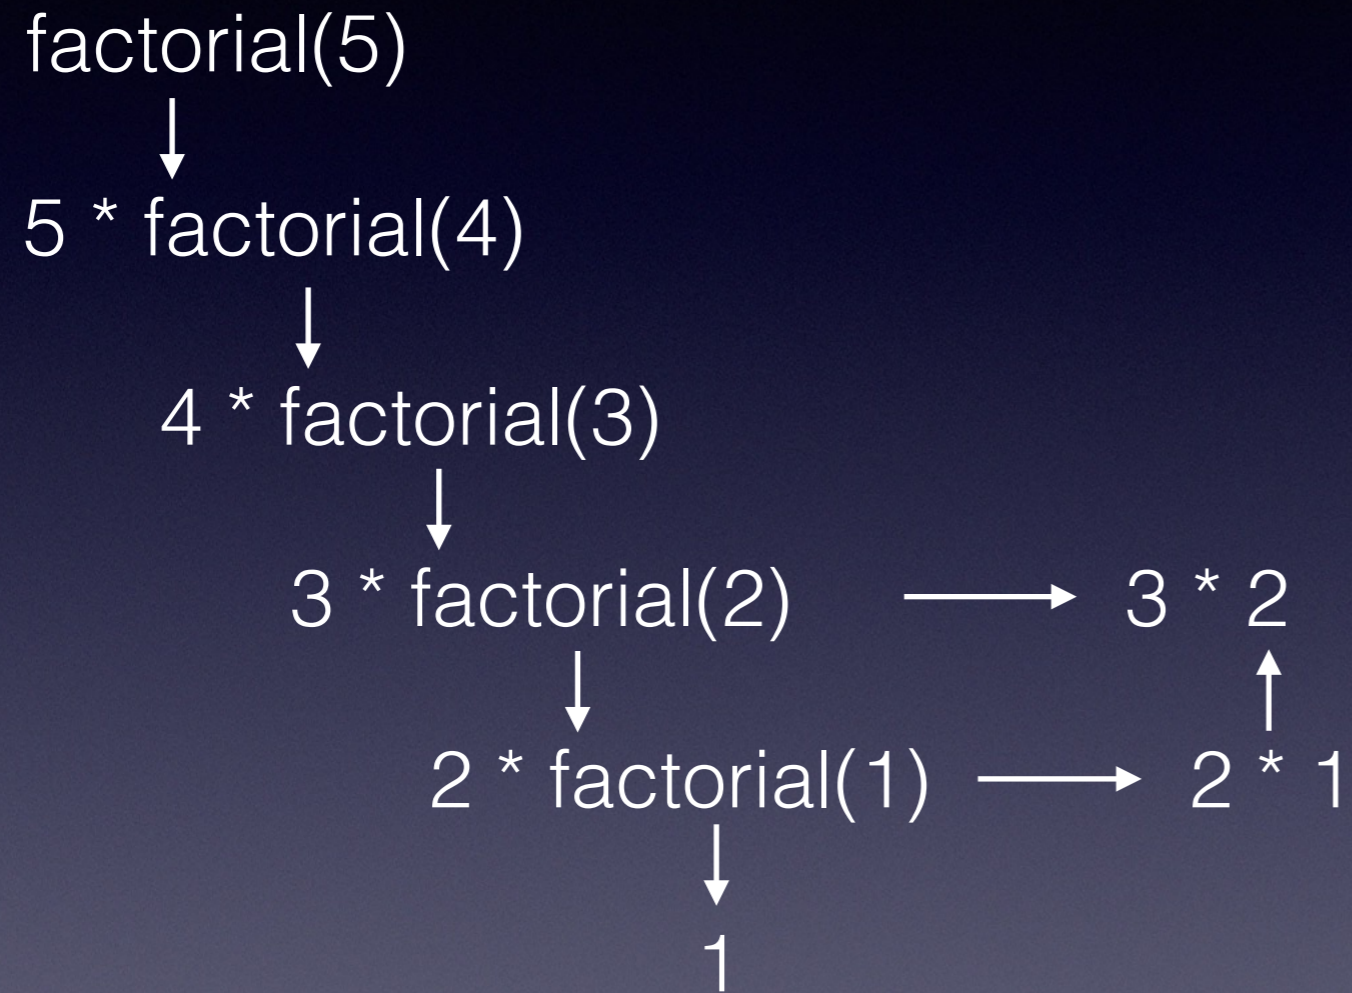 factorial(5)
5 * factorial(4)
4 * factorial(3)
3 * factorial(2) 3 * 2
2 * factorial(1) 2 * 1
1